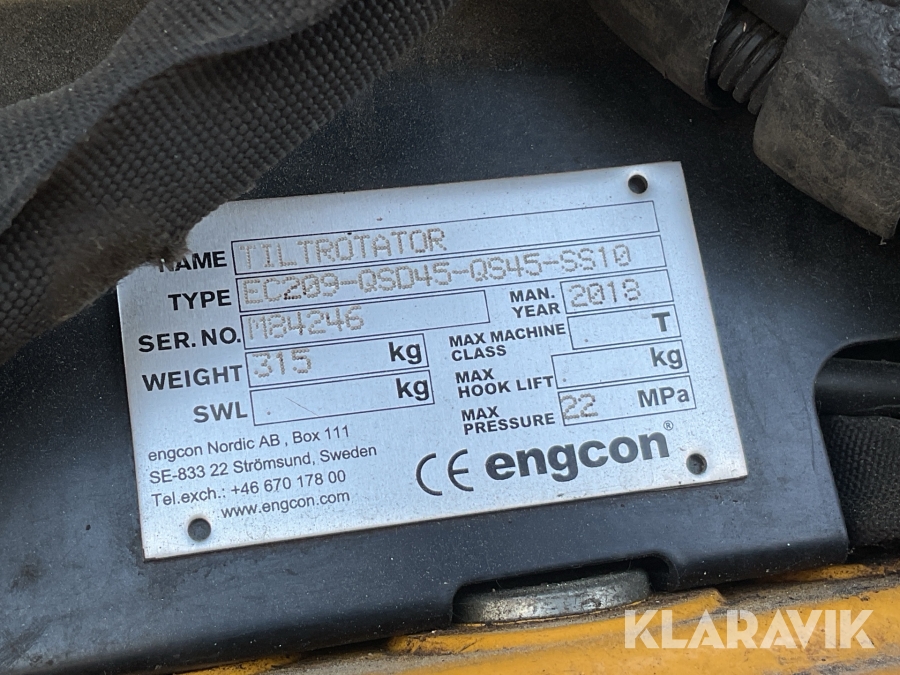 NAME TILTROTATOR
TYPE EC209-QSD45-QS45-SS10
SER.NO. M84246 MAN. YEAR 2018
WEIGHT 315 kg MAX MACHINE CLASS T
SWL kg MAX HOOK LIFT kg
MAX PRESSURE 22 MPa
engcon Nordic AB , Box 111
SE-833 22 Strömsund, Sweden
Tel.exch.: +46 670 178 00
www.engcon.com
CE engcon®
KLARAVIK